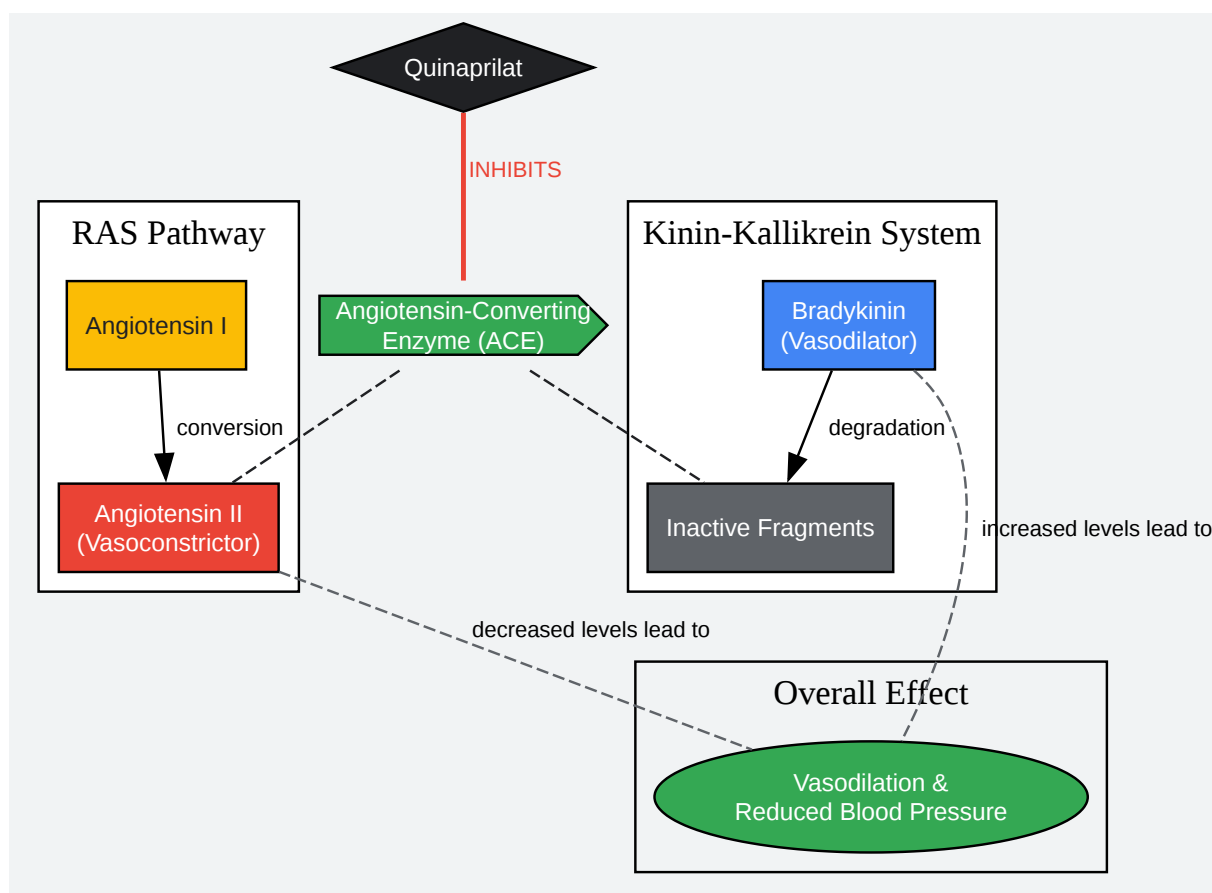 Quinaprilat
INHIBITS
RAS Pathway
Kinin-Kallikrein System
Angiotensin I
Angiotensin-Converting
Enzyme (ACE)
Bradykinin
(Vasodilator)
conversion
degradation
Angiotensin II
(Vasoconstrictor)
Inactive Fragments
increased levels lead to
decreased levels lead to
Overall Effect
Vasodilation &
Reduced Blood Pressure